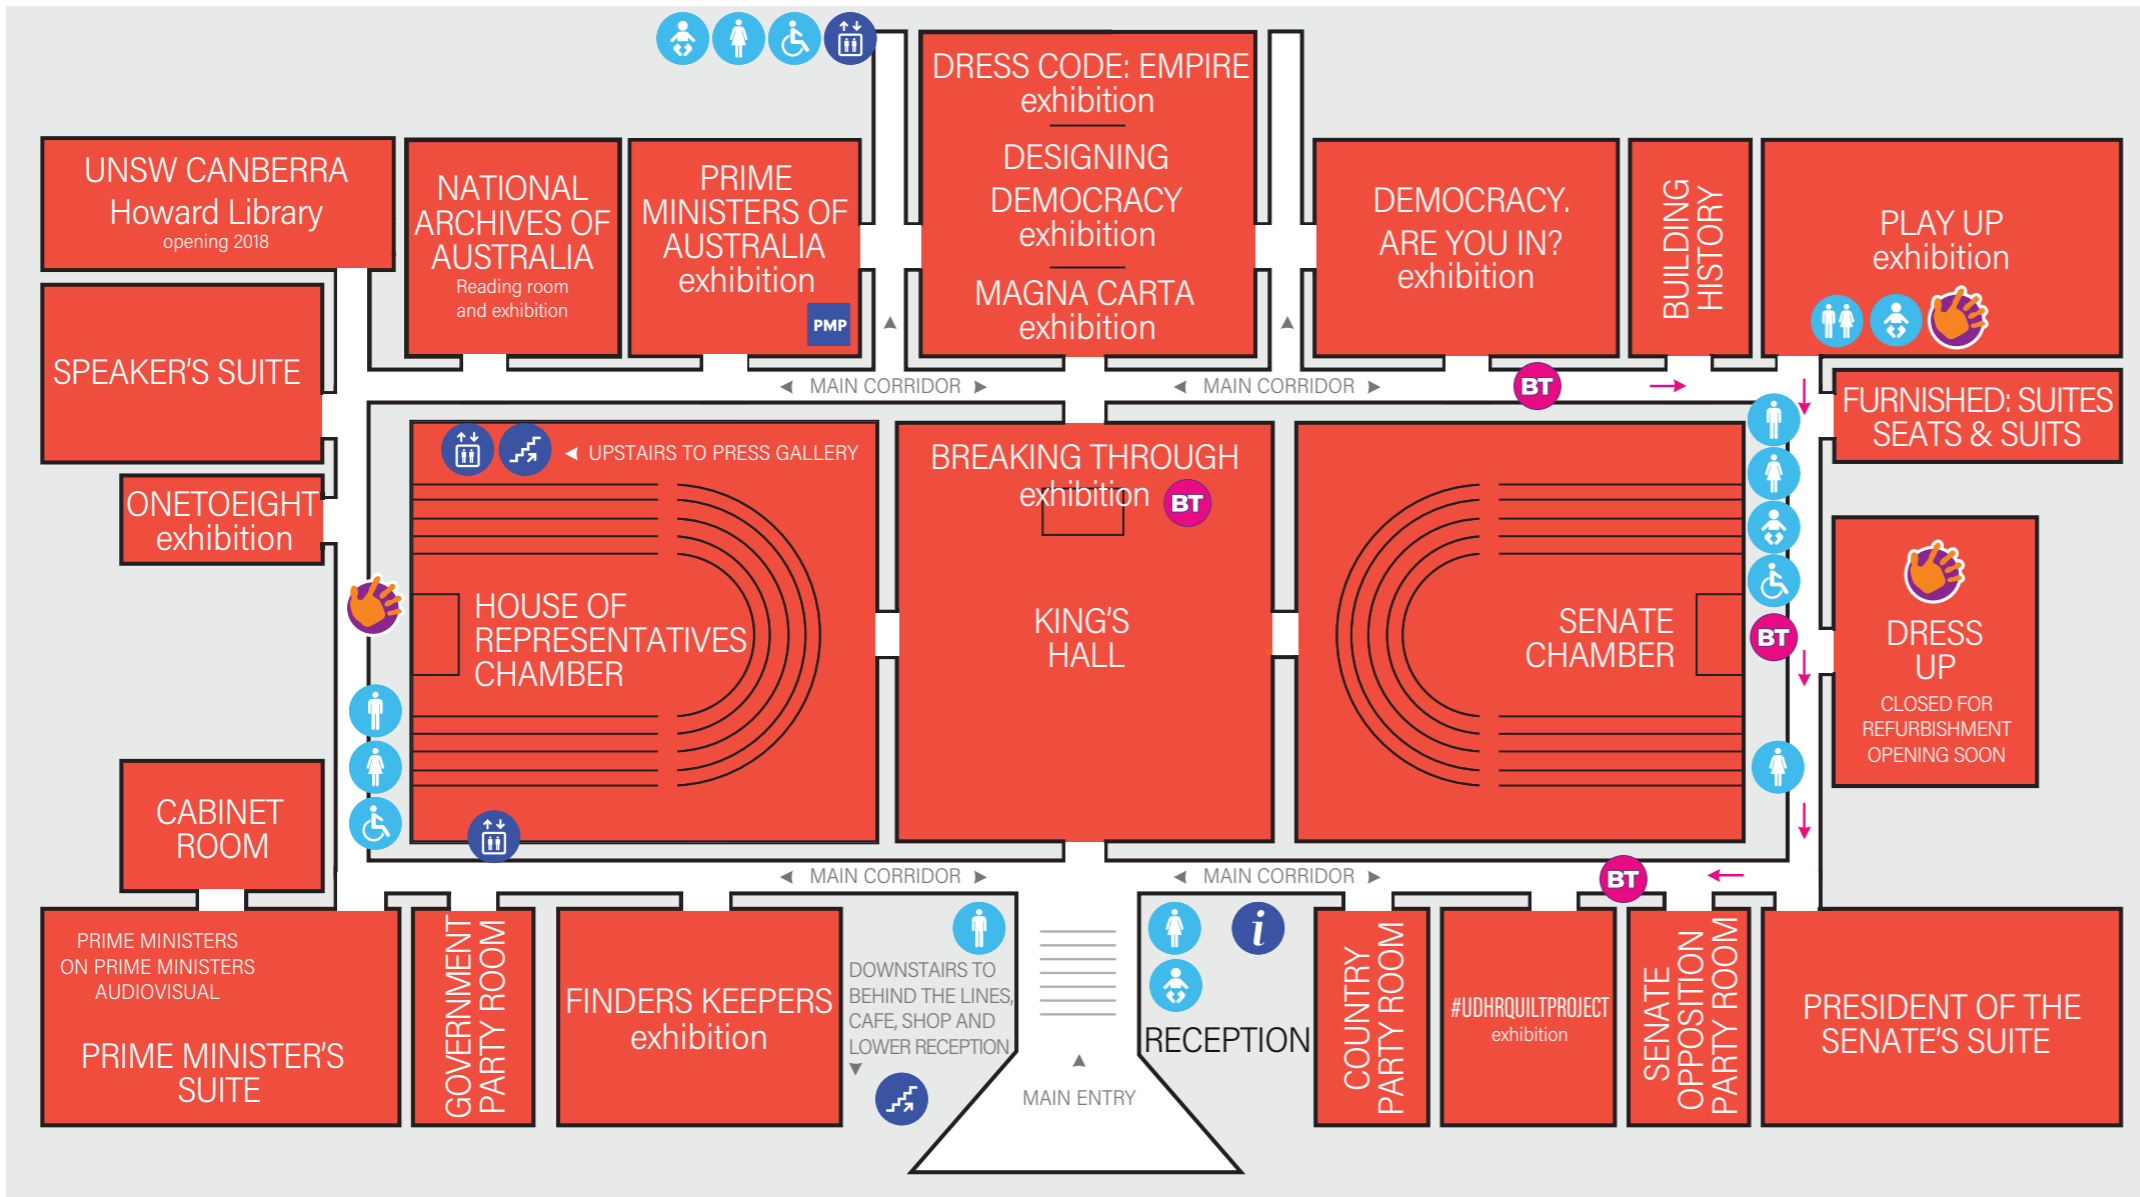 DRESS CODE: EMPIRE
exhibition
DESIGNING
DEMOCRACY
exhibition
MAGNA CARTA
exhibition
UNSW CANBERRA
Howard Library
opening 2018
NATIONAL
ARCHIVES OF
AUSTRALIA
Reading room
and exhibition
PRIME
MINISTERS OF
AUSTRALIA
exhibition
PMP
DEMOCRACY.
ARE YOU IN?
exhibition
BUILDING
HISTORY
PLAY UP
exhibition
SPEAKER'S SUITE
MAIN CORRIDOR
MAIN CORRIDOR
BT
FURNISHED: SUITES
SEATS & SUITS
UPSTAIRS TO PRESS GALLERY
BREAKING THROUGH
exhibition
BT
ONETOEIGHT
exhibition
HOUSE OF
REPRESENTATIVES
CHAMBER
KING'S
HALL
SENATE
CHAMBER
BT
DRESS
UP
CLOSED FOR
REFURBISHMENT
OPENING SOON
CABINET
ROOM
MAIN CORRIDOR
MAIN CORRIDOR
BT
PRIME MINISTERS
ON PRIME MINISTERS
AUDIOVISUAL
PRIME MINISTER'S
SUITE
GOVERNMENT
PARTY ROOM
FINDERS KEEPERS
exhibition
DOWNSTAIRS TO
BEHIND THE LINES,
CAFE, SHOP AND
LOWER RECEPTION
MAIN ENTRY
i
RECEPTION
COUNTRY
PARTY ROOM
#UDHRQUILTPROJECT
exhibition
SENATE
OPPOSITION
PARTY ROOM
PRESIDENT OF THE
SENATE'S SUITE